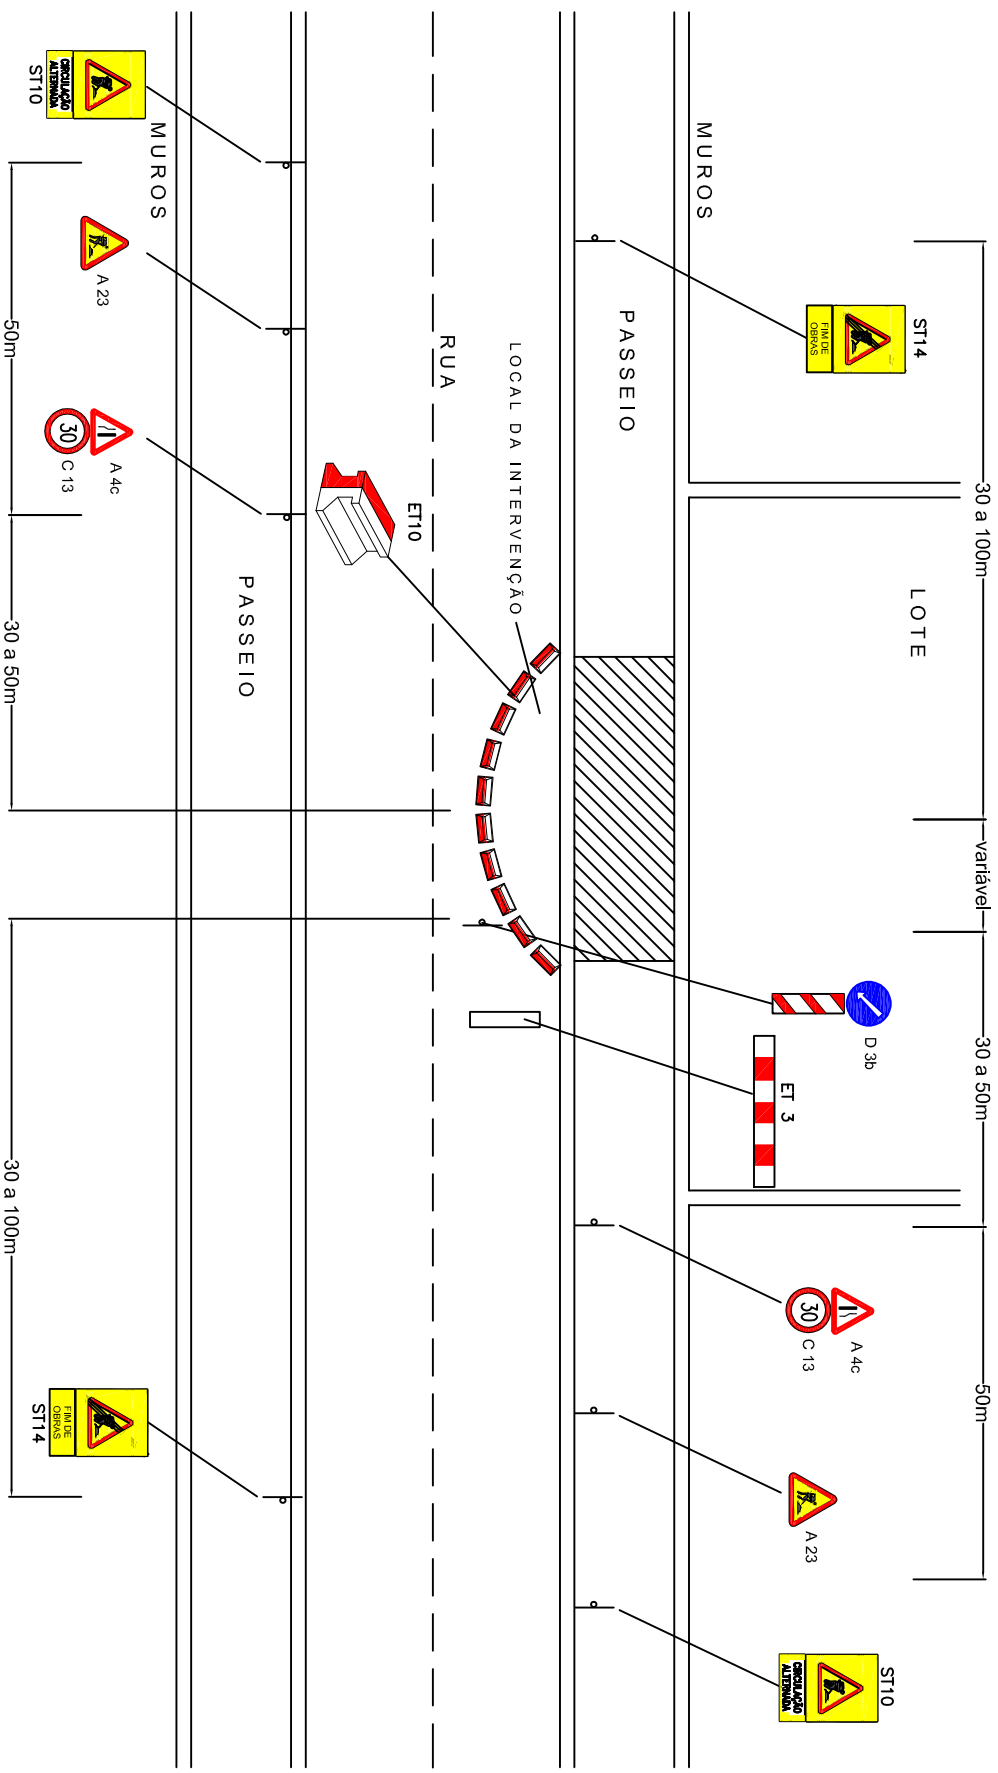 30 a 100m
variável
30 a 50m
50m
ST14
FIM DE
OBRAS
LOTE
D 3b
ET 3
A 4c
30
C 13
A 23
ST10
CIRCULAÇÃO
ALTERNADA
MUROS
PASSEIO
LOCAL DA INTERVENÇÃO
RUA
ET10
PASSEIO
MUROS
CIRCULAÇÃO
ALTERNADA
ST10
A 23
A 4c
30
C 13
FIM DE
OBRAS
ST14
50m
30 a 50m
30 a 100m